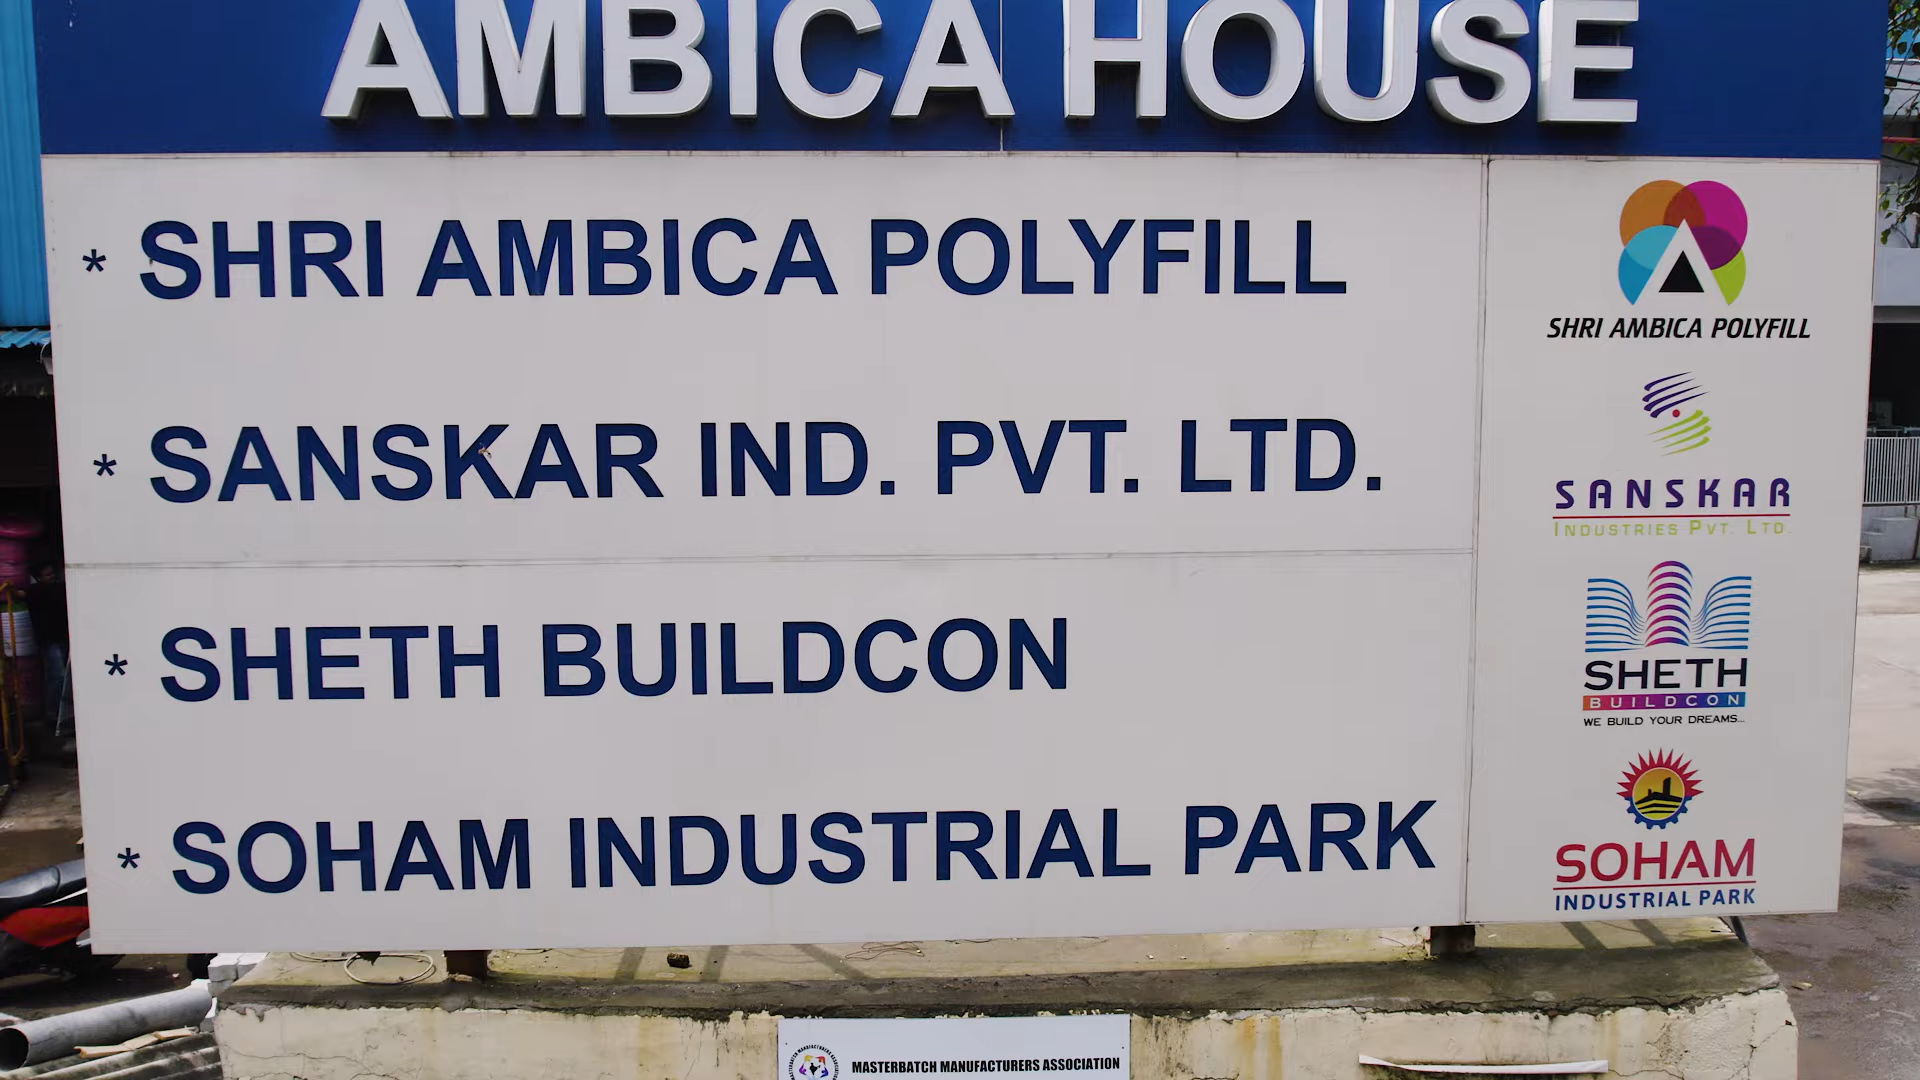 AMBICA HOUSE
* SHRI AMBICA POLYFILL
* SANSKAR IND. PVT. LTD.
* SHETH BUILDCON
* SOHAM INDUSTRIAL PARK
SHRI AMBICA POLYFILL
SANSKAR
INDUSTRIES PVT. LTD.
SHETH
BUILDCON
WE BUILD YOUR DREAMS...
SOHAM
INDUSTRIAL PARK
MASTERBATCH MANUFACTURERS ASSOCIATION